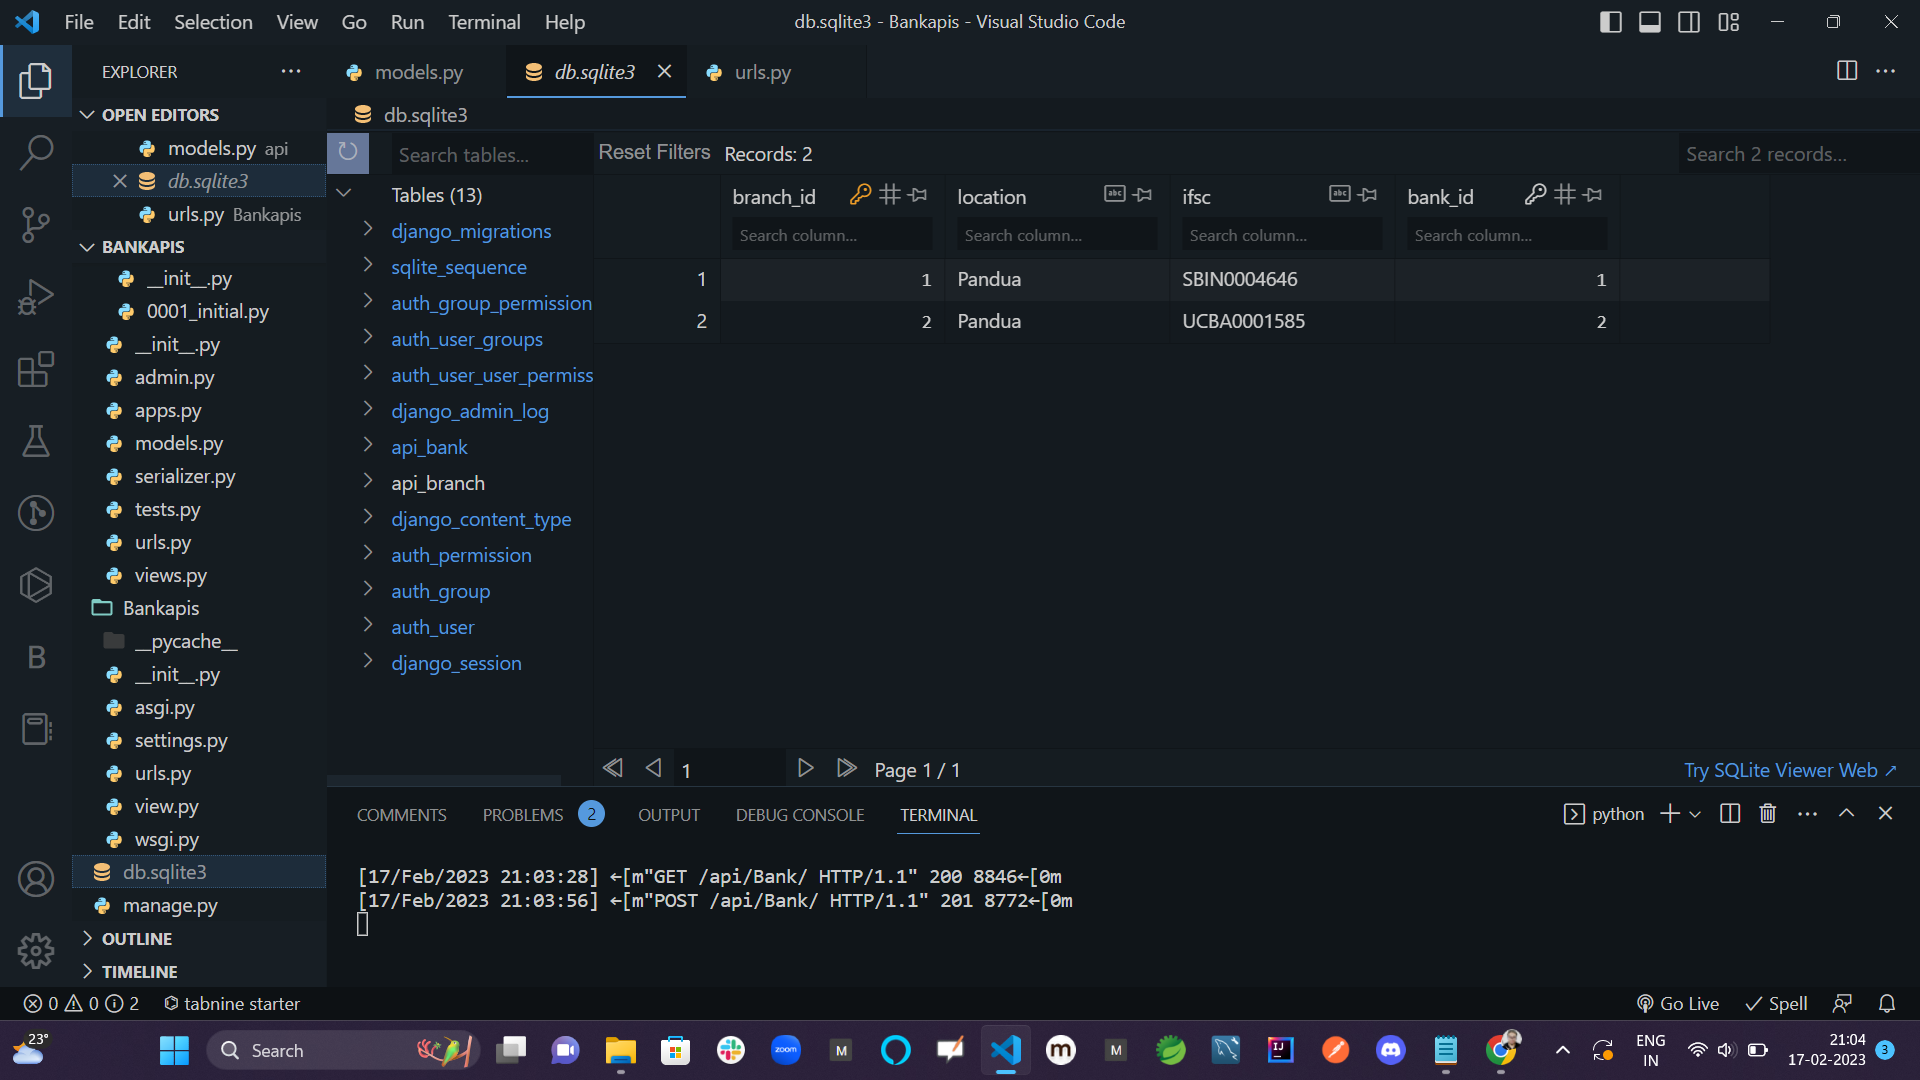 File Edit Selection View Go Run Terminal Help
db.sqlite3 - Bankapis - Visual Studio Code
EXPLORER
models.py
db.sqlite3
urls.py
OPEN EDITORS
models.py api
db.sqlite3
urls.py Bankapis
BANKAPIS
__init__.py
0001_initial.py
__init__.py
admin.py
apps.py
models.py
serializer.py
tests.py
urls.py
views.py
Bankapis
__pycache__
__init__.py
asgi.py
settings.py
urls.py
view.py
wsgi.py
db.sqlite3
manage.py
OUTLINE
TIMELINE
db.sqlite3
Search tables...
Reset Filters
Records: 2
Search 2 records...
Tables (13)
django_migrations
sqlite_sequence
auth_group_permission
auth_user_groups
auth_user_user_permiss
django_admin_log
api_bank
api_branch
django_content_type
auth_permission
auth_group
auth_user
django_session
branch_id location abc ifsc abc bank_id
Search column... Search column... Search column... Search column...
1 1 Pandua SBIN0004646 1
2 2 Pandua UCBA0001585 2
1 Page 1 / 1
Try SQLite Viewer Web ↗
COMMENTS PROBLEMS 2 OUTPUT DEBUG CONSOLE TERMINAL
python
[17/Feb/2023 21:03:28] ←[m"GET /api/Bank/ HTTP/1.1" 200 8846←[0m
[17/Feb/2023 21:03:56] ←[m"POST /api/Bank/ HTTP/1.1" 201 8772←[0m
0 0 2 tabnine starter
Go Live Spell
23°
Search
zoom
M
m
M
IJ
ENG
IN
21:04
17-02-2023
3
B